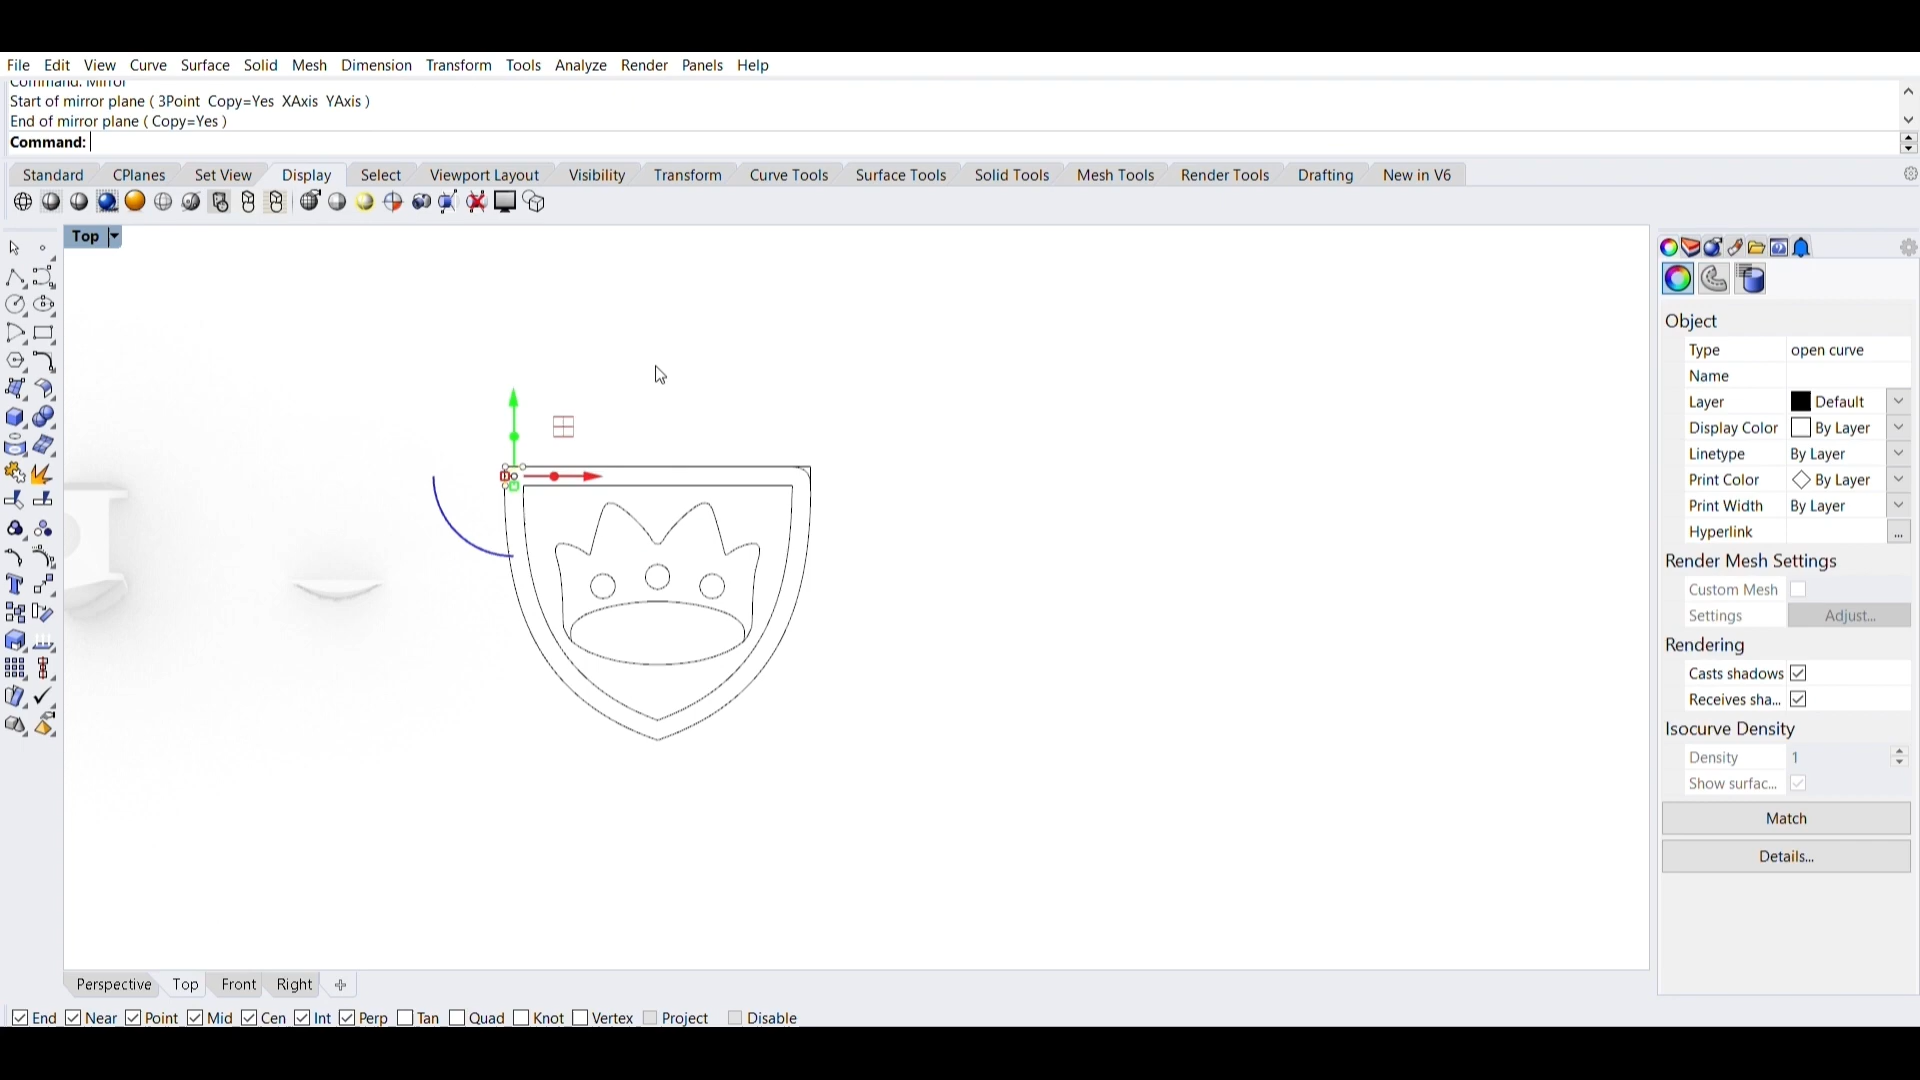 File Edit View Curve Surface Solid Mesh Dimension Transform Tools Analyze Render Panels Help
Command: Mirror
Start of mirror plane ( 3Point Copy=Yes XAxis YAxis )
End of mirror plane ( Copy=Yes )
Command:
Standard CPlanes Set View Display Select Viewport Layout Visibility Transform Curve Tools Surface Tools Solid Tools Mesh Tools Render Tools Drafting New in V6
Top
Object
Type open curve
Name
Layer Default
Display Color By Layer
Linetype By Layer
Print Color By Layer
Print Width By Layer
Hyperlink ...
Render Mesh Settings
Custom Mesh
Settings Adjust...
Rendering
Casts shadows
Receives sha...
Isocurve Density
Density 1
Show surfac...
Match
Details...
Perspective Top Front Right
End Near Point Mid Cen Int Perp Tan Quad Knot Vertex Project Disable